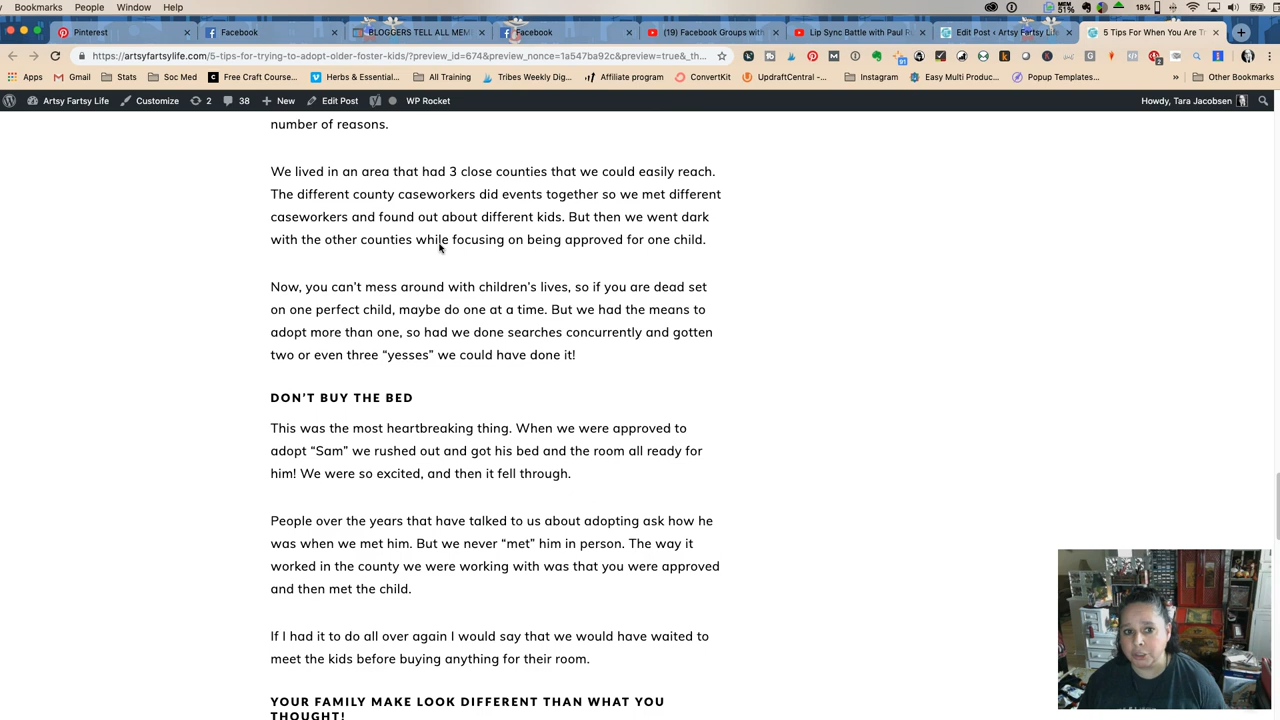 Bookmarks People Window Help
MEM 51% 18%
Pinterest Facebook BLOGGERS TELL ALL MEM Facebook (19) Facebook Groups with Lip Sync Battle with Paul R Edit Post ‹ Artsy Fartsy Life 5 Tips For When You Are T
https://artsyfartsylife.com/5-tips-for-trying-to-adopt-older-foster-kids/?preview_id=674&preview_nonce=1a547ba92c&preview=true&_th…
Apps Gmail Stats Soc Med Free Craft Course… Herbs & Essential… All Training Tribes Weekly Dig… Affiliate program ConvertKit UpdraftCentral -… Instagram Easy Multi Produc… Popup Templates… » Other Bookmarks
Artsy Fartsy Life Customize 2 38 + New Edit Post WP Rocket Howdy, Tara Jacobsen
number of reasons.
We lived in an area that had 3 close counties that we could easily reach.
The different county caseworkers did events together so we met different
caseworkers and found out about different kids. But then we went dark
with the other counties while focusing on being approved for one child.
Now, you can’t mess around with children’s lives, so if you are dead set
on one perfect child, maybe do one at a time. But we had the means to
adopt more than one, so had we done searches concurrently and gotten
two or even three “yesses” we could have done it!
DON’T BUY THE BED
This was the most heartbreaking thing. When we were approved to
adopt “Sam” we rushed out and got his bed and the room all ready for
him! We were so excited, and then it fell through.
People over the years that have talked to us about adopting ask how he
was when we met him. But we never “met” him in person. The way it
worked in the county we were working with was that you were approved
and then met the child.
If I had it to do all over again I would say that we would have waited to
meet the kids before buying anything for their room.
YOUR FAMILY MAKE LOOK DIFFERENT THAN WHAT YOU
THOUGHT!